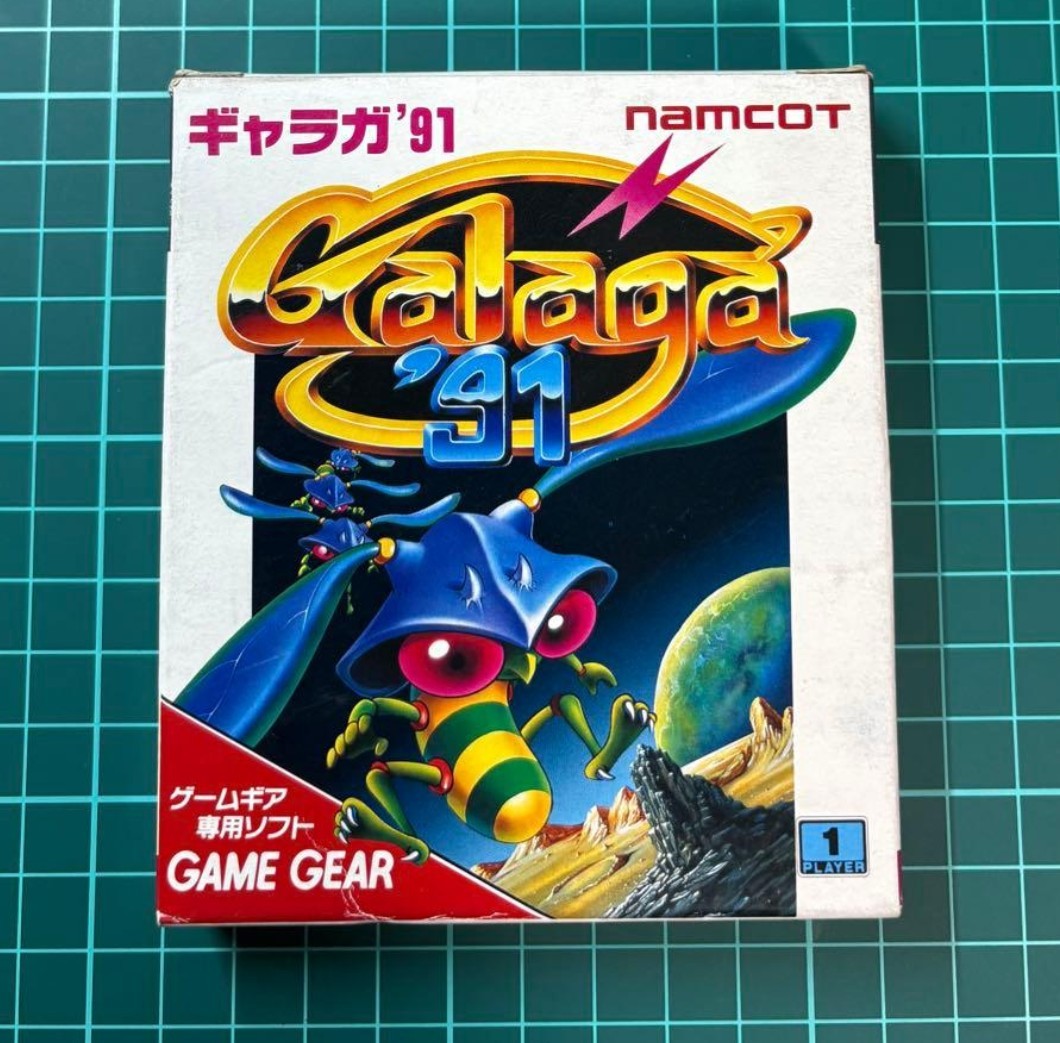 ギャラガ'91
namcoT
Galaga
'91
ゲームギア
専用ソフト
GAME GEAR
1
PLAYER